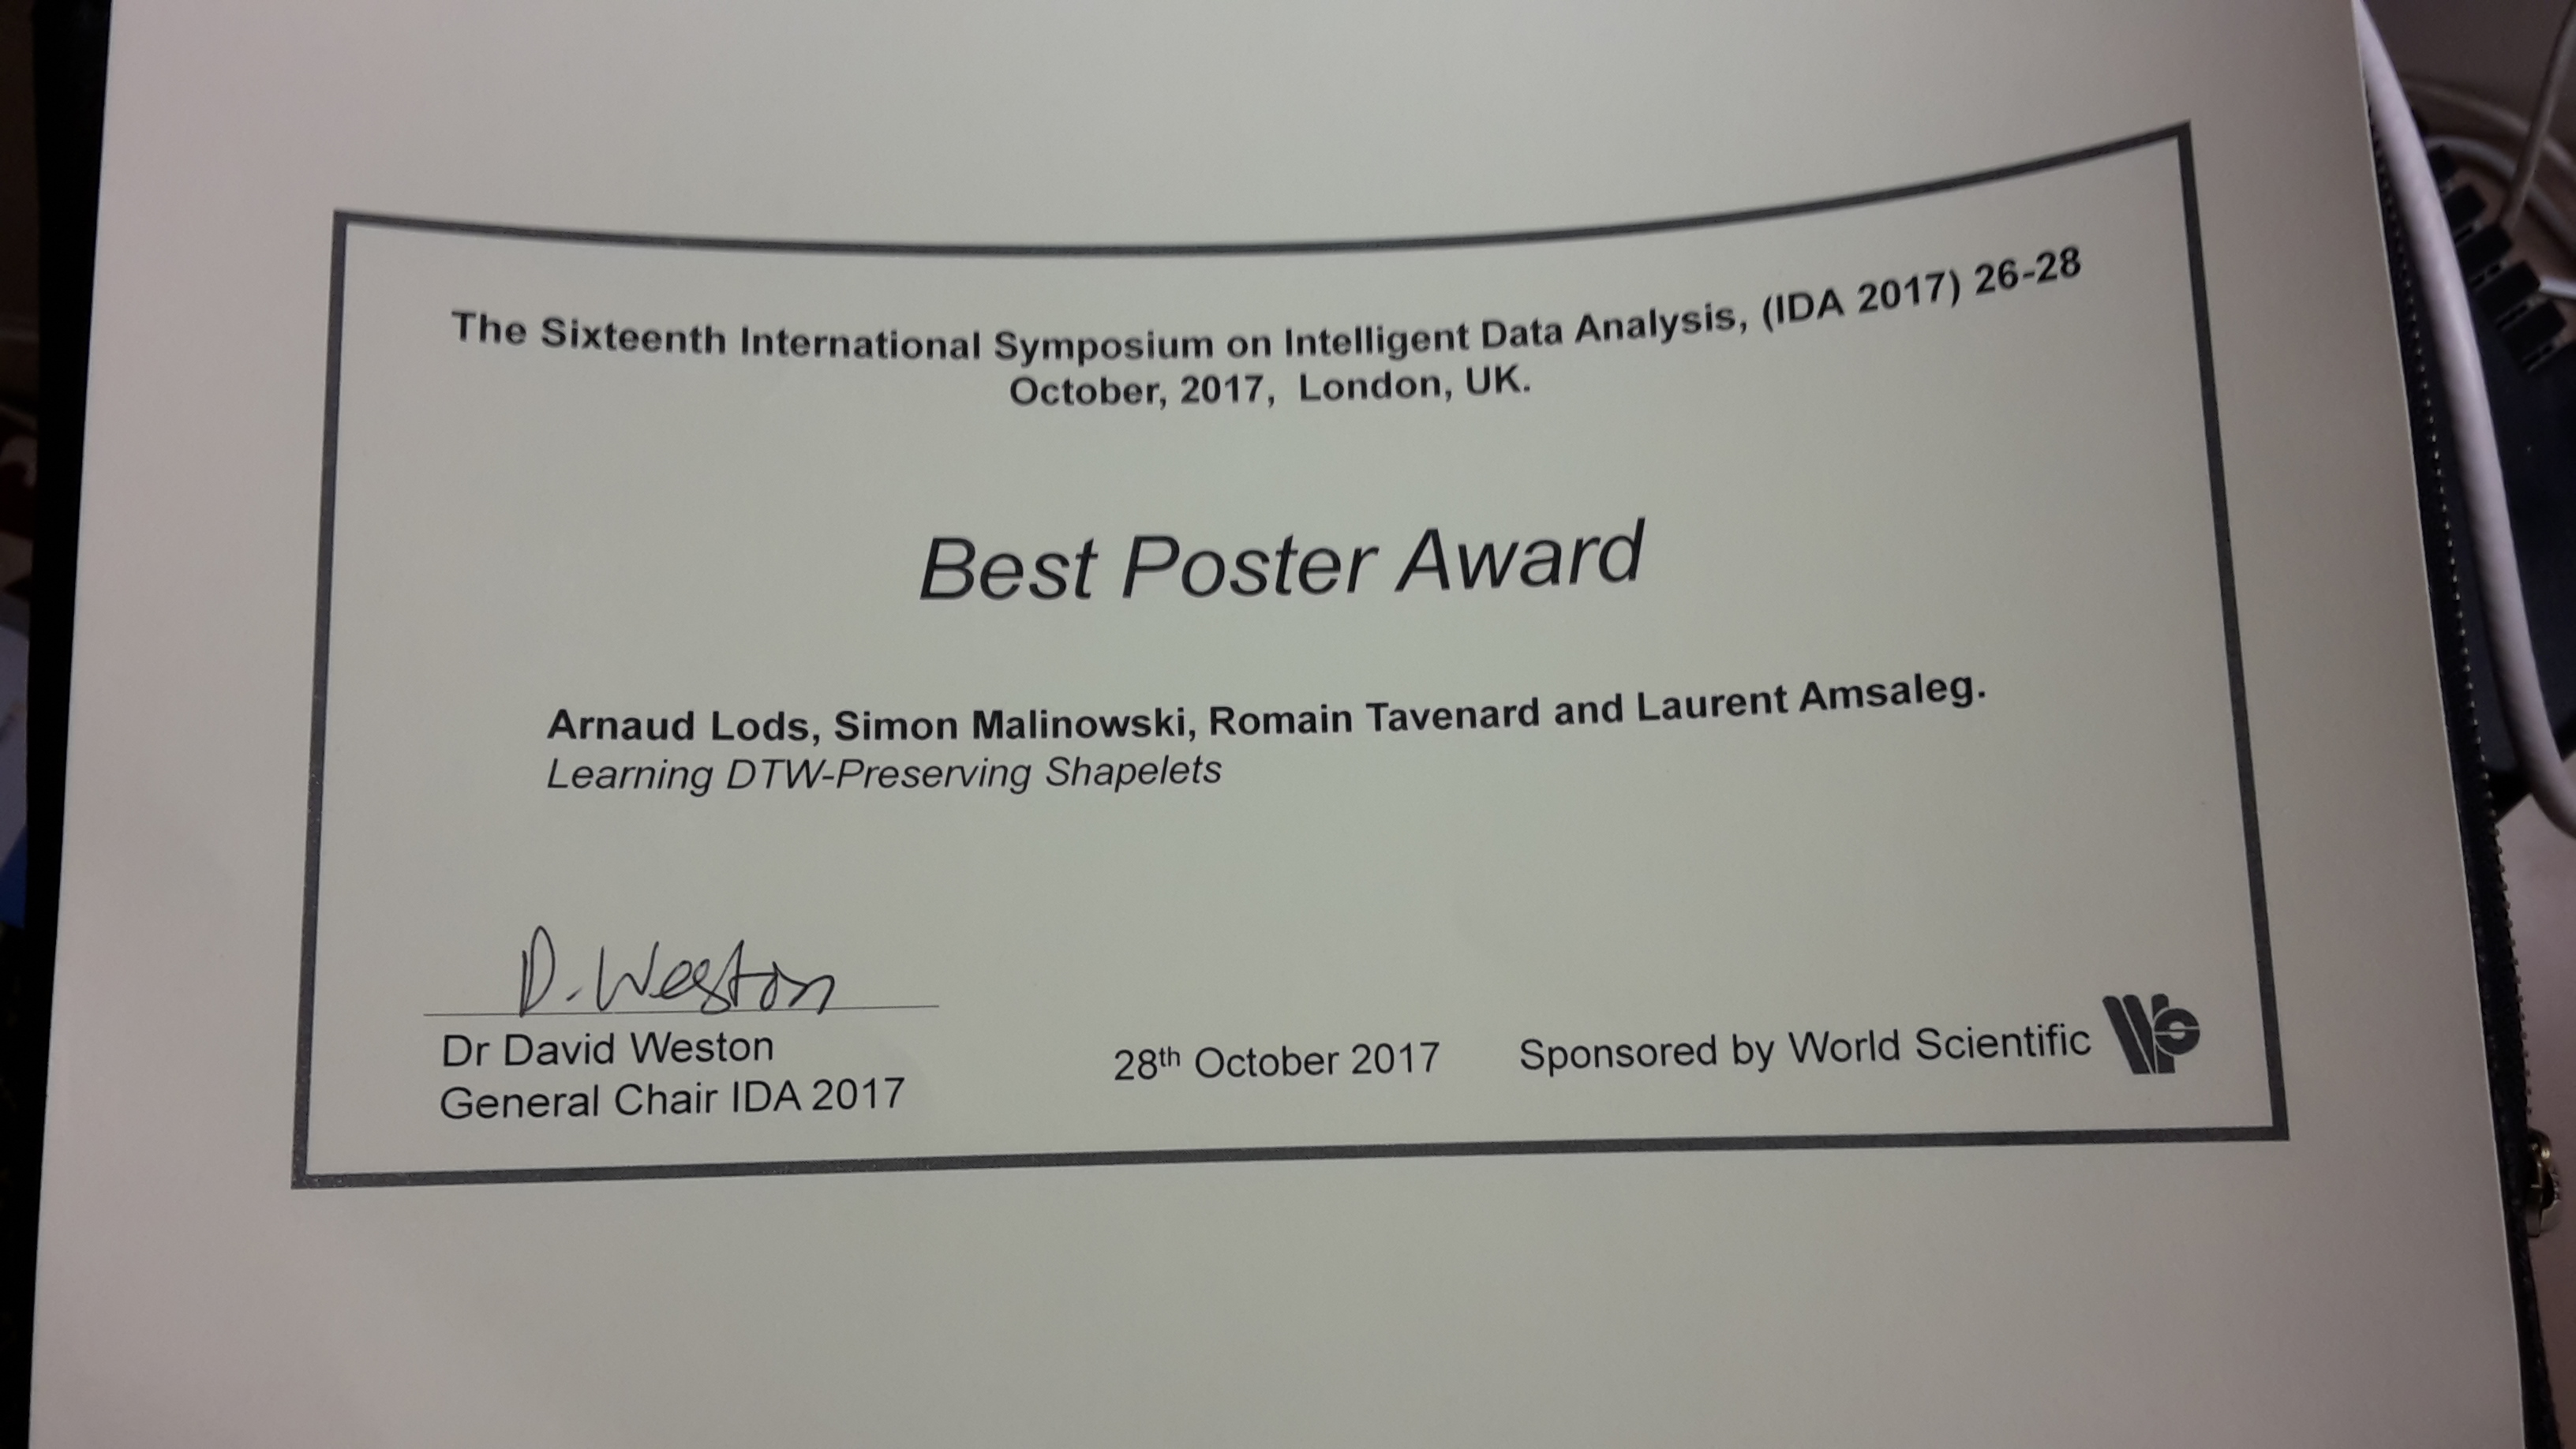 The Sixteenth International Symposium on Intelligent Data Analysis, (IDA 2017) 26-28
October, 2017, London, UK.
Best Poster Award
Arnaud Lods, Simon Malinowski, Romain Tavenard and Laurent Amsaleg.
Learning DTW-Preserving Shapelets
D. Weston
Dr David Weston
General Chair IDA 2017
28th October 2017
Sponsored by World Scientific